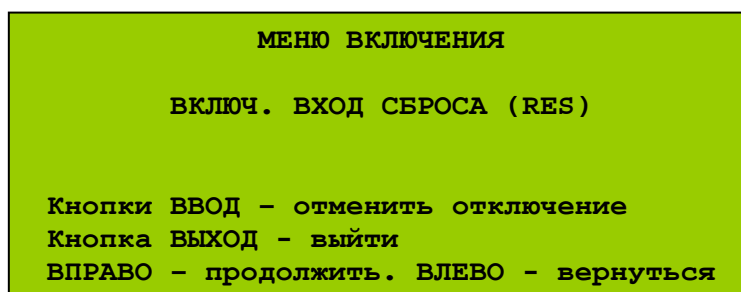 МЕНЮ ВКЛЮЧЕНИЯ
ВКЛЮЧ. ВХОД СБРОСА (RES)
Кнопки ВВОД – отменить отключение
Кнопка ВЫХОД - выйти
ВПРАВО – продолжить. ВЛЕВО - вернуться